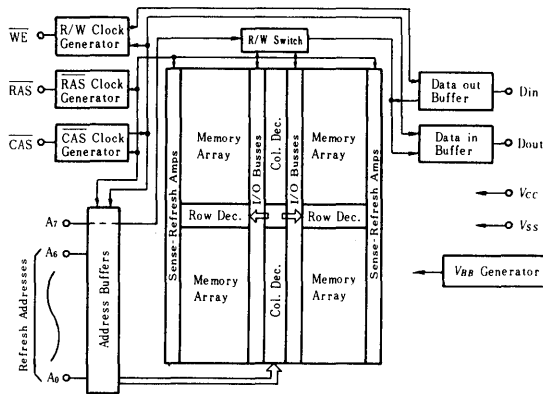 WE
R/W Clock
Generator
RAS
RAS Clock
Generator
CAS
CAS Clock
Generator
R/W Switch
Data out
Buffer
Din
Data in
Buffer
Dout
VCC
VSS
VBB Generator
A7
A6
A0
Refresh Addresses
Address Buffers
Sense-Refresh Amps
Memory
Array
I/O Busses
Col. Dec.
I/O Busses
Memory
Array
Sense-Refresh Amps
Row Dec.
Row Dec.
Memory
Array
Col. Dec.
Memory
Array